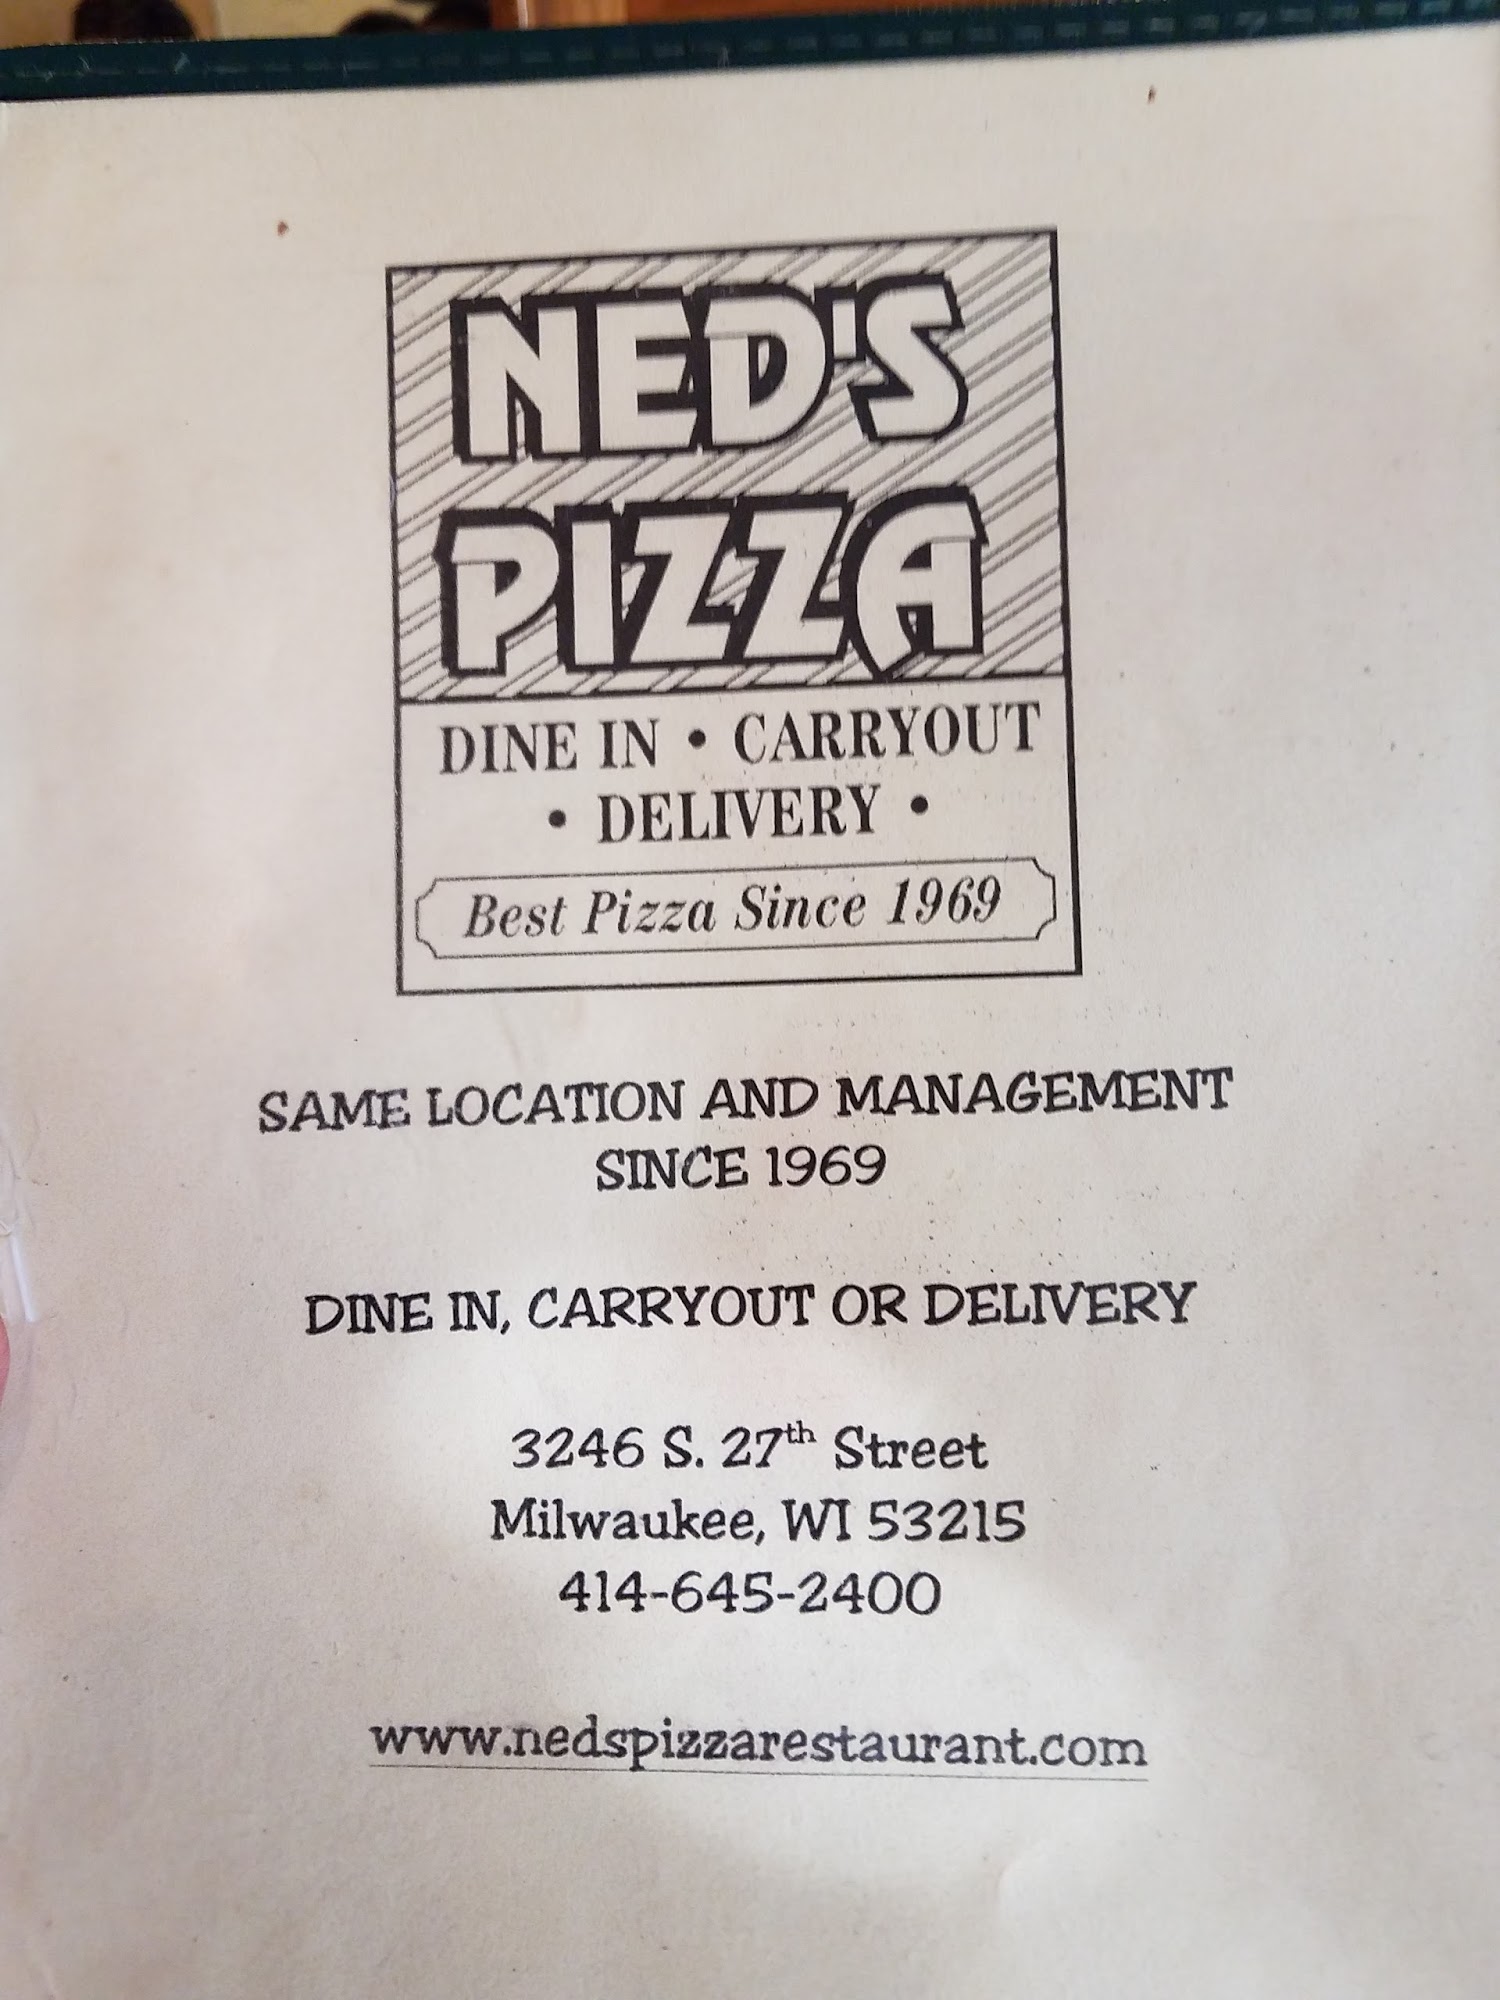 NED'S
PIZZA
DINE IN • CARRYOUT
• DELIVERY •
Best Pizza Since 1969
SAME LOCATION AND MANAGEMENT
SINCE 1969
DINE IN, CARRYOUT OR DELIVERY
3246 S. 27th Street
Milwaukee, WI 53215
414-645-2400
www.nedspizzarestaurant.com